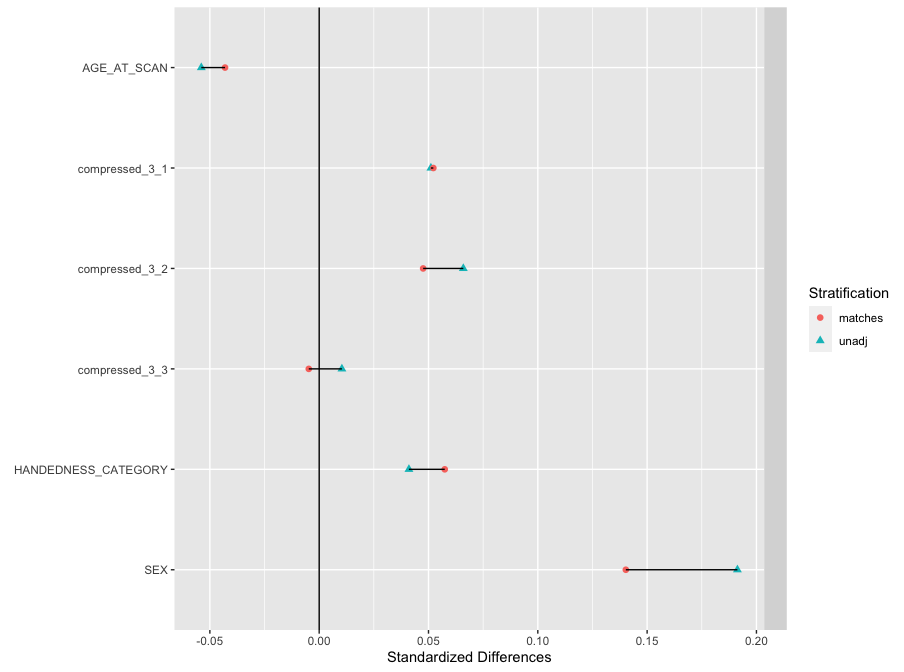 AGE_AT_SCAN
compressed_3_1
compressed_3_2
compressed_3_3
HANDEDNESS_CATEGORY
SEX
-0.05 0.00 0.05 0.10 0.15 0.20
Standardized Differences
Stratification
matches
unadj